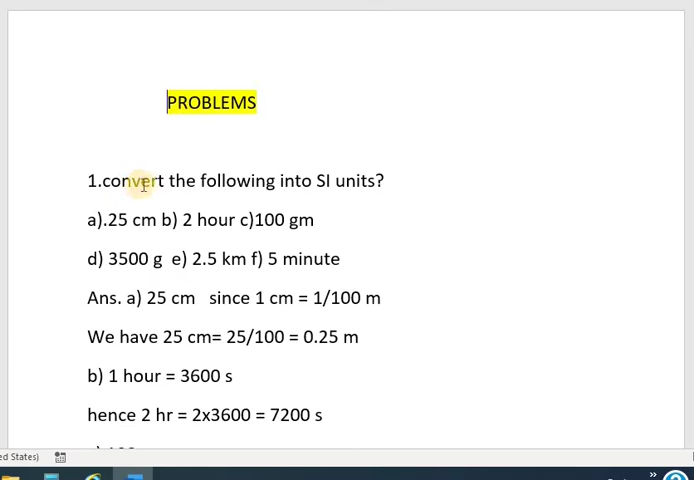 PROBLEMS
1.convert the following into SI units?
a).25 cm b) 2 hour c)100 gm
d) 3500 g e) 2.5 km f) 5 minute
Ans. a) 25 cm since 1 cm = 1/100 m
We have 25 cm= 25/100 = 0.25 m
b) 1 hour = 3600 s
hence 2 hr = 2x3600 = 7200 s
ed States)